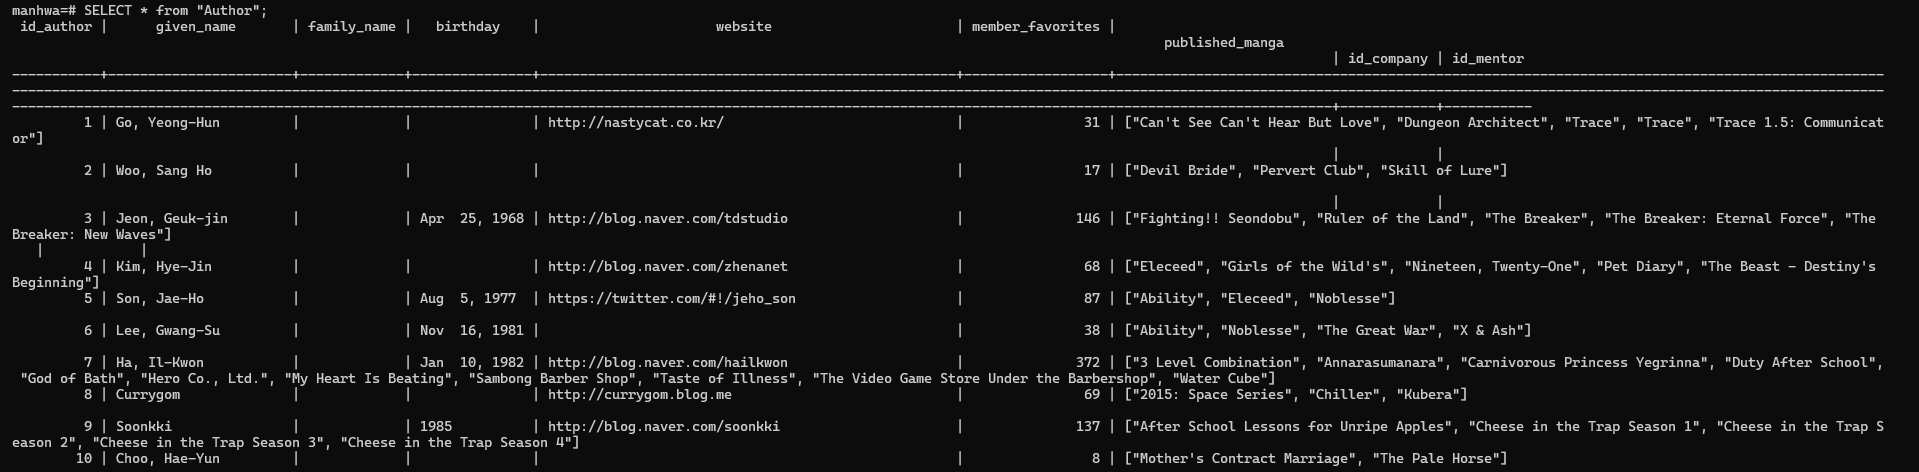 manhwa=# SELECT * from "Author";
 id_author |      given_name       | family_name |   birthday    |                      website                       | member_favorites |
                                                                                                                                                published_manga
                                                                                                                                                                     | id_company | id_mentor
-----------+-----------------------+-------------+---------------+----------------------------------------------------+------------------+------------------------------------------------------------------------------------------------
------------------------------------------------------------------------------------------------------------------------------------------------------------------------------------------------------------------------------------------
---------------------------------------------------------------------------------------------------------------------------------------------------------------------+------------+-----------
         1 | Go, Yeong-Hun         |             |               | http://nastycat.co.kr/                             |               31 | ["Can't See Can't Hear But Love", "Dungeon Architect", "Trace", "Trace", "Trace 1.5: Communicat
or"]
                                                                                                                                                                     |            |
         2 | Woo, Sang Ho          |             |               |                                                    |               17 | ["Devil Bride", "Pervert Club", "Skill of Lure"]
                                                                                                                                                                     |            |
         3 | Jeon, Geuk-jin        |             | Apr  25, 1968 | http://blog.naver.com/tdstudio                     |              146 | ["Fighting!! Seondobu", "Ruler of the Land", "The Breaker", "The Breaker: Eternal Force", "The
Breaker: New Waves"]
   |            |
         4 | Kim, Hye-Jin          |             |               | http://blog.naver.com/zhenanet                     |               68 | ["Eleceed", "Girls of the Wild's", "Nineteen, Twenty-One", "Pet Diary", "The Beast - Destiny's
Beginning"]
         5 | Son, Jae-Ho           |             | Aug  5, 1977  | https://twitter.com/#!/jeho_son                    |               87 | ["Ability", "Eleceed", "Noblesse"]
         6 | Lee, Gwang-Su         |             | Nov  16, 1981 |                                                    |               38 | ["Ability", "Noblesse", "The Great War", "X & Ash"]
         7 | Ha, Il-Kwon           |             | Jan  10, 1982 | http://blog.naver.com/hailkwon                     |              372 | ["3 Level Combination", "Annarasumanara", "Carnivorous Princess Yegrinna", "Duty After School",
 "God of Bath", "Hero Co., Ltd.", "My Heart Is Beating", "Sambong Barber Shop", "Taste of Illness", "The Video Game Store Under the Barbershop", "Water Cube"]
         8 | Currygom              |             |               | http://currygom.blog.me                            |               69 | ["2015: Space Series", "Chiller", "Kubera"]
         9 | Soonkki               |             | 1985          | http://blog.naver.com/soonkki                      |              137 | ["After School Lessons for Unripe Apples", "Cheese in the Trap Season 1", "Cheese in the Trap S
eason 2", "Cheese in the Trap Season 3", "Cheese in the Trap Season 4"]
        10 | Choo, Hae-Yun         |             |               |                                                    |                8 | ["Mother's Contract Marriage", "The Pale Horse"]